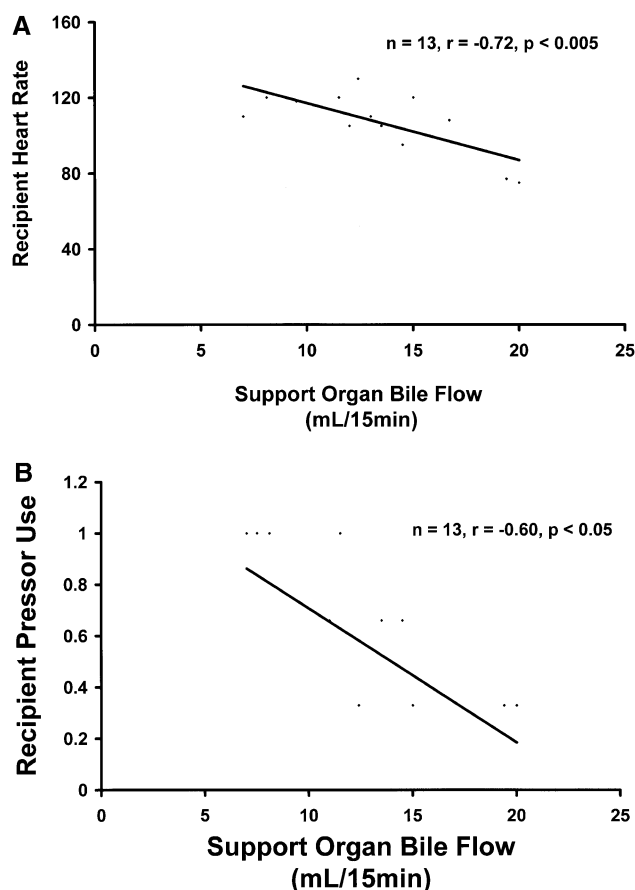 A
160
n = 13, r = -0.72, p < 0.005
120
80
40
0
Recipient Heart Rate
0 5 10 15 20 25
Support Organ Bile Flow
(mL/15min)
B
1.2
1
n = 13, r = -0.60, p < 0.05
0.8
0.6
0.4
0.2
0
Recipient Pressor Use
0 5 10 15 20 25
Support Organ Bile Flow
(mL/15min)